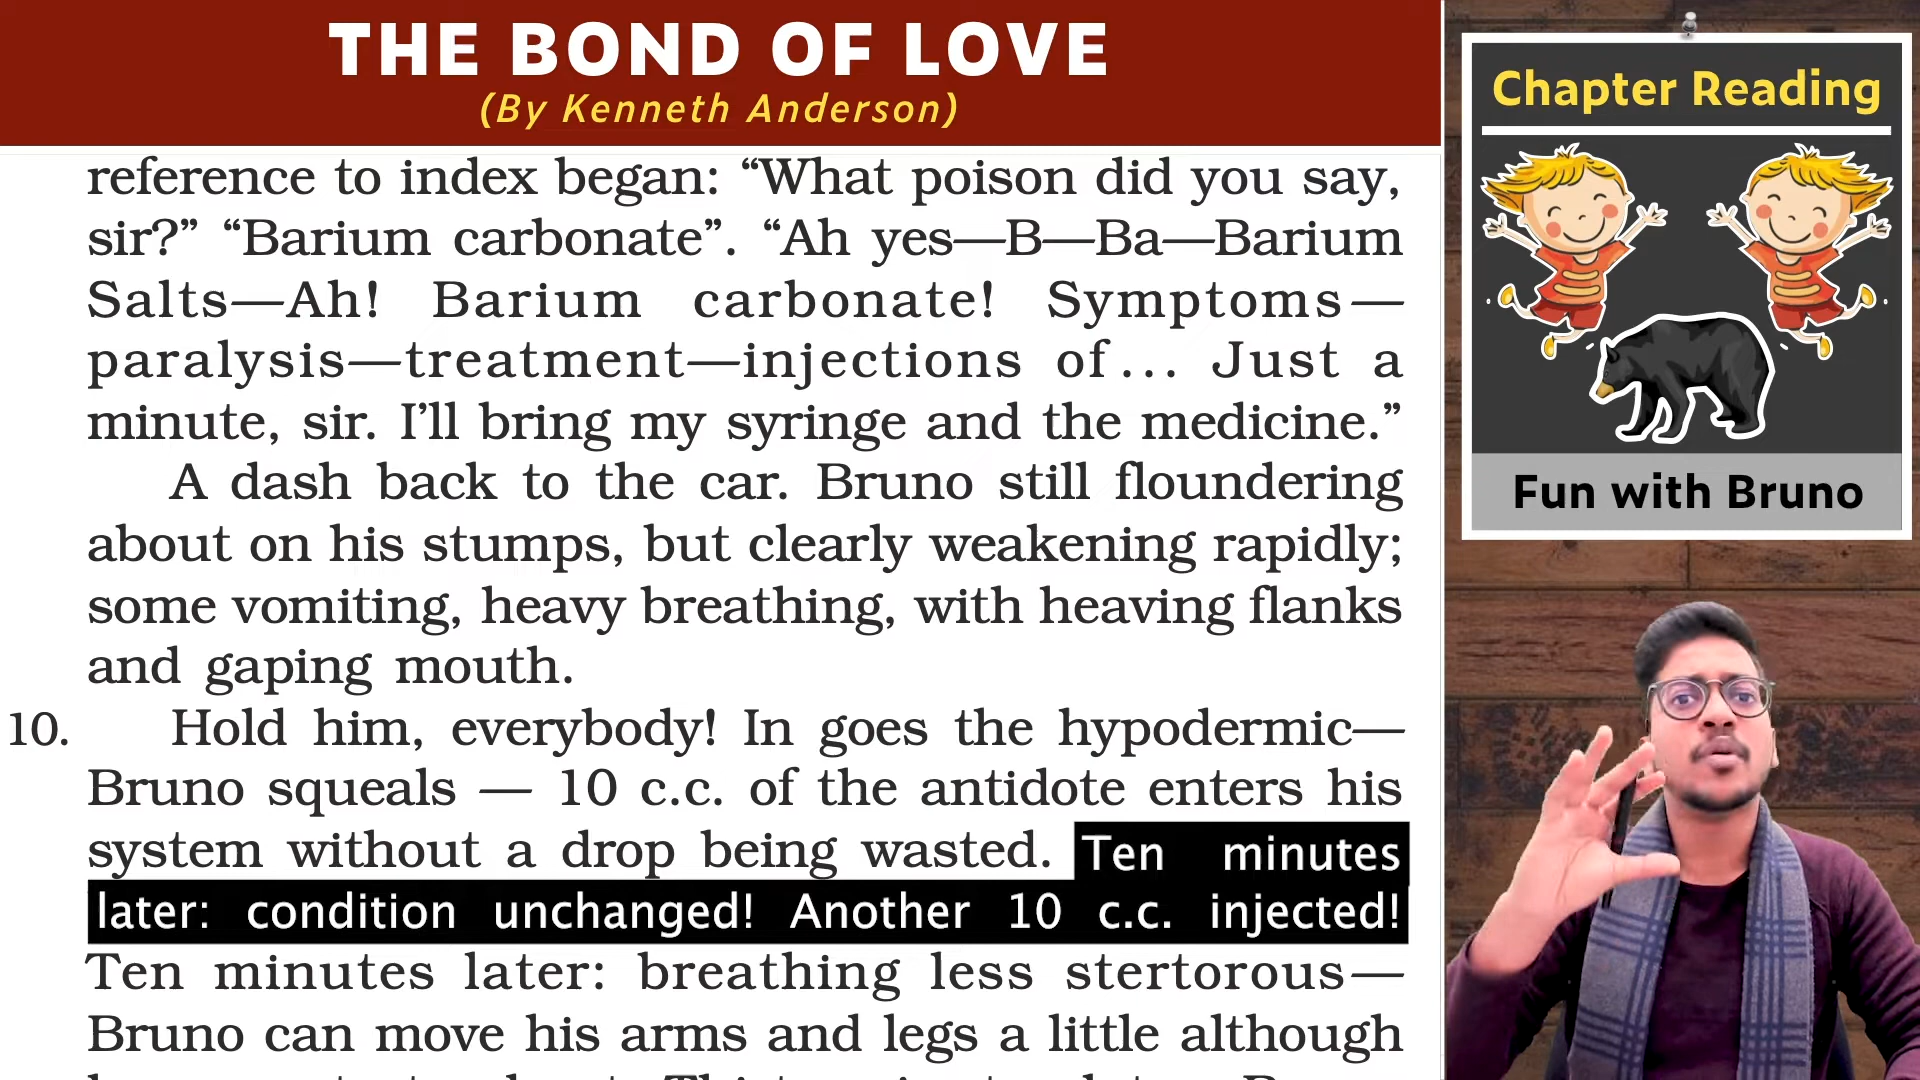 THE BOND OF LOVE
(By Kenneth Anderson)
reference to index began: “What poison did you say,
sir?” “Barium carbonate”. “Ah yes—B—Ba—Barium
Salts—Ah! Barium carbonate! Symptoms—
paralysis—treatment—injections of... Just a
minute, sir. I’ll bring my syringe and the medicine.”
A dash back to the car. Bruno still floundering
about on his stumps, but clearly weakening rapidly;
some vomiting, heavy breathing, with heaving flanks
and gaping mouth.
10. Hold him, everybody! In goes the hypodermic—
Bruno squeals — 10 c.c. of the antidote enters his
system without a drop being wasted. Ten minutes
later: condition unchanged! Another 10 c.c. injected!
Ten minutes later: breathing less stertorous—
Bruno can move his arms and legs a little although
Chapter Reading
Fun with Bruno